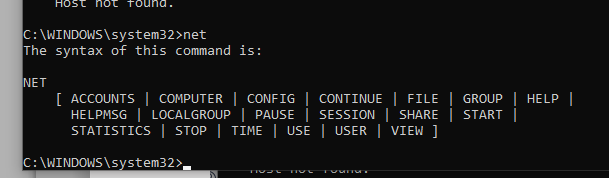 Host not found.
C:\WINDOWS\system32>net
The syntax of this command is:
NET
[ ACCOUNTS | COMPUTER | CONFIG | CONTINUE | FILE | GROUP | HELP |
HELPMSG | LOCALGROUP | PAUSE | SESSION | SHARE | START |
STATISTICS | STOP | TIME | USE | USER | VIEW ]
C:\WINDOWS\system32>
Host not found.